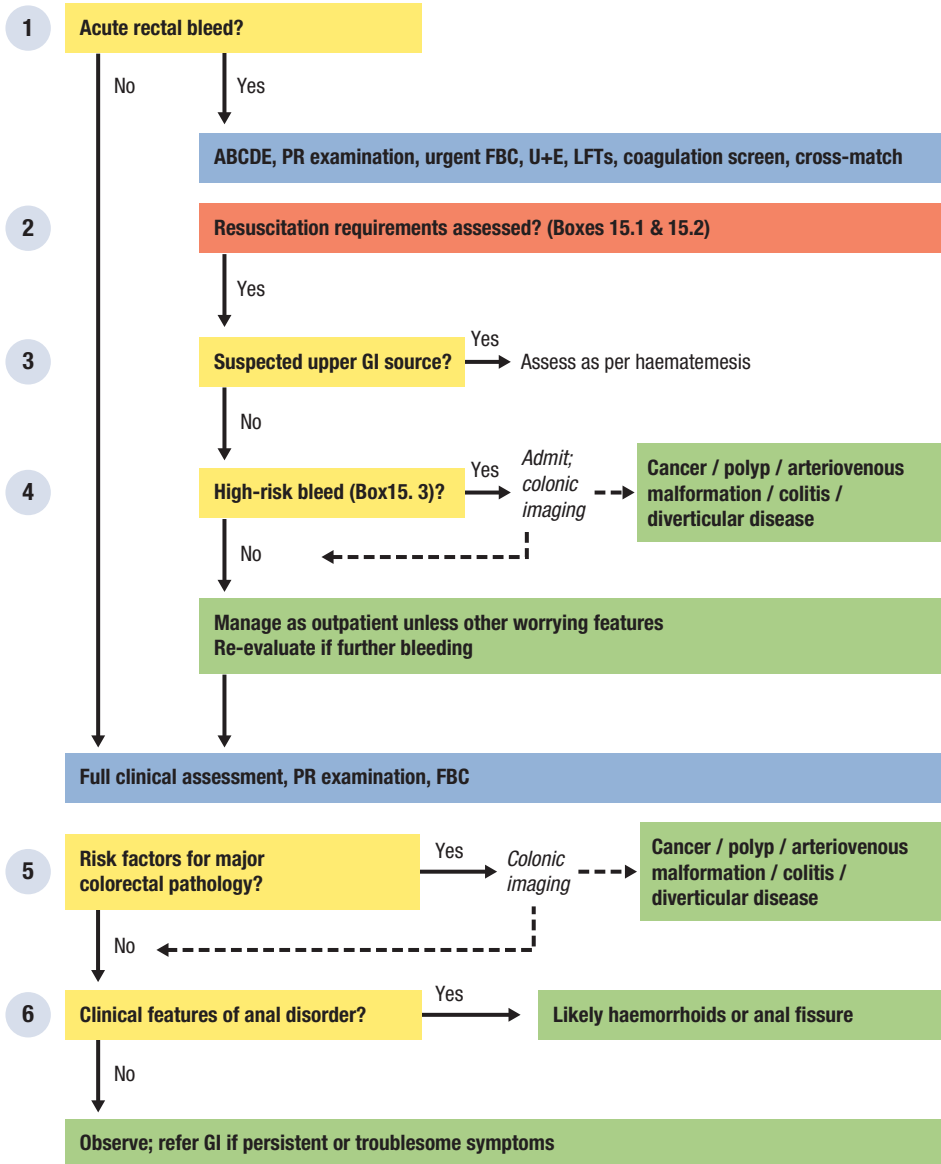 1
Acute rectal bleed?
No
Yes
ABCDE, PR examination, urgent FBC, U+E, LFTs, coagulation screen, cross-match
2
Resuscitation requirements assessed? (Boxes 15.1 & 15.2)
Yes
3
Suspected upper GI source?
Yes
Assess as per haematemesis
No
4
High-risk bleed (Box15. 3)?
Yes
Admit;
colonic
imaging
Cancer / polyp / arteriovenous
malformation / colitis /
diverticular disease
No
Manage as outpatient unless other worrying features
Re-evaluate if further bleeding
Full clinical assessment, PR examination, FBC
5
Risk factors for major
colorectal pathology?
Yes
Colonic
imaging
Cancer / polyp / arteriovenous
malformation / colitis /
diverticular disease
No
6
Clinical features of anal disorder?
Yes
Likely haemorrhoids or anal fissure
No
Observe; refer GI if persistent or troublesome symptoms